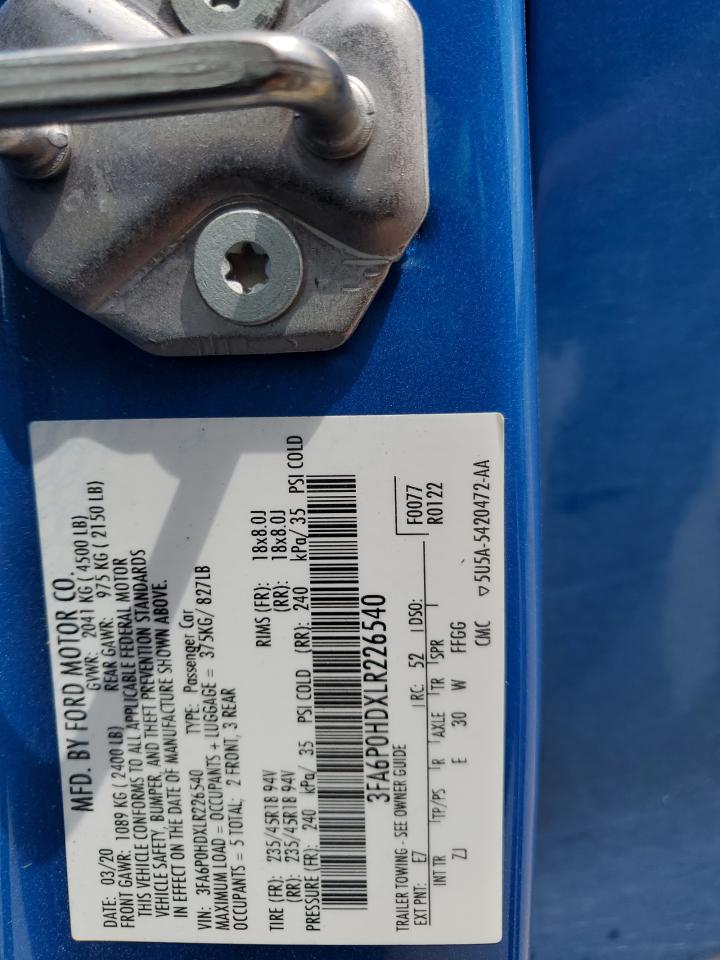 MFD. BY FORD MOTOR CO.
DATE: 03/20 GVWR: 2041 KG ( 4500 LB)
FRONT GAWR: 1089 KG ( 2400 LB) REAR GAWR: 975 KG ( 2150 LB)
THIS VEHICLE CONFORMS TO ALL APPLICABLE FEDERAL MOTOR
VEHICLE SAFETY, BUMPER, AND THEFT PREVENTION STANDARDS
IN EFFECT ON THE DATE OF MANUFACTURE SHOWN ABOVE.
VIN: 3FA6P0HDXLR226540 TYPE: Passenger Car
MAXIMUM LOAD = OCCUPANTS + LUGGAGE = 375KG/ 827LB
OCCUPANTS = 5 TOTAL: 2 FRONT, 3 REAR
TIRE (FR): 235/45R18 94V RIMS (FR): 18x8.0J
(RR): 235/45R18 94V (RR): 18x8.0J
PRESSURE (FR): 240 kPa/ 35 PSI COLD (RR): 240 kPa/ 35 PSI COLD
3FA6P0HDXLR226540
TRAILER TOWING - SEE OWNER GUIDE F0077
EXT PNT: E7 RC: 52 DSO: R0122
INT TR TP/PS R AXLE TR SPR
ZJ E 30 W FFGG
CMC ▽5U5A-5420472-AA